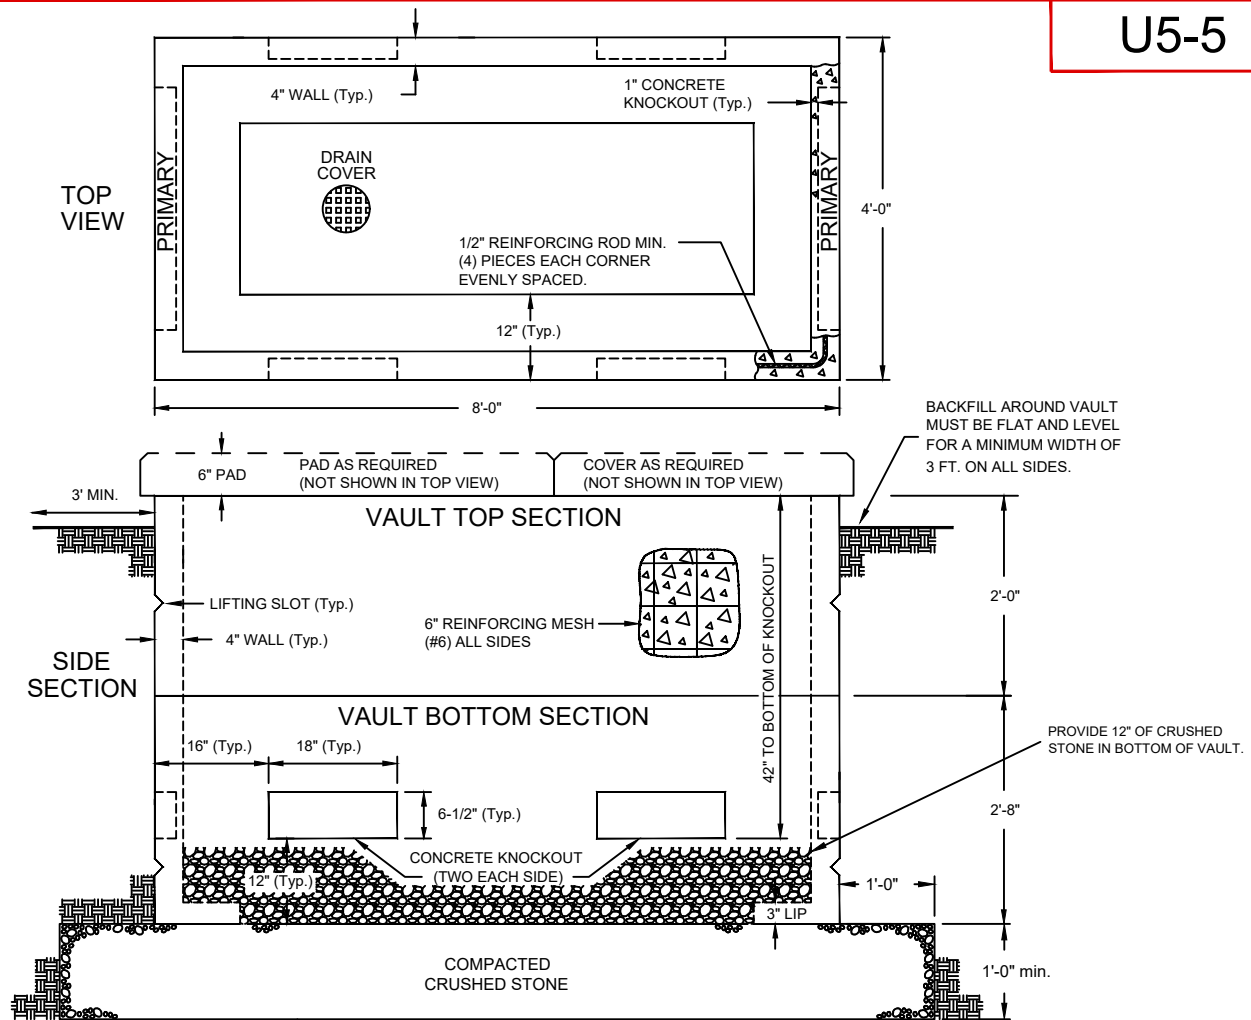 U5-5
4" WALL (Typ.)
1" CONCRETE
KNOCKOUT (Typ.)
DRAIN
COVER
TOP
VIEW
PRIMARY
PRIMARY
4'-0"
1/2" REINFORCING ROD MIN.
(4) PIECES EACH CORNER
EVENLY SPACED.
12" (Typ.)
8'-0"
BACKFILL AROUND VAULT
MUST BE FLAT AND LEVEL
FOR A MINIMUM WIDTH OF
3 FT. ON ALL SIDES.
6" PAD
PAD AS REQUIRED
(NOT SHOWN IN TOP VIEW)
COVER AS REQUIRED
(NOT SHOWN IN TOP VIEW)
3' MIN.
VAULT TOP SECTION
LIFTING SLOT (Typ.)
6" REINFORCING MESH
(#6) ALL SIDES
42" TO BOTTOM OF KNOCKOUT
2'-0"
4" WALL (Typ.)
SIDE
SECTION
VAULT BOTTOM SECTION
16" (Typ.)
18" (Typ.)
PROVIDE 12" OF CRUSHED
STONE IN BOTTOM OF VAULT.
6-1/2" (Typ.)
2'-8"
CONCRETE KNOCKOUT
(TWO EACH SIDE)
12" (Typ.)
1'-0"
3" LIP
COMPACTED
CRUSHED STONE
1'-0" min.